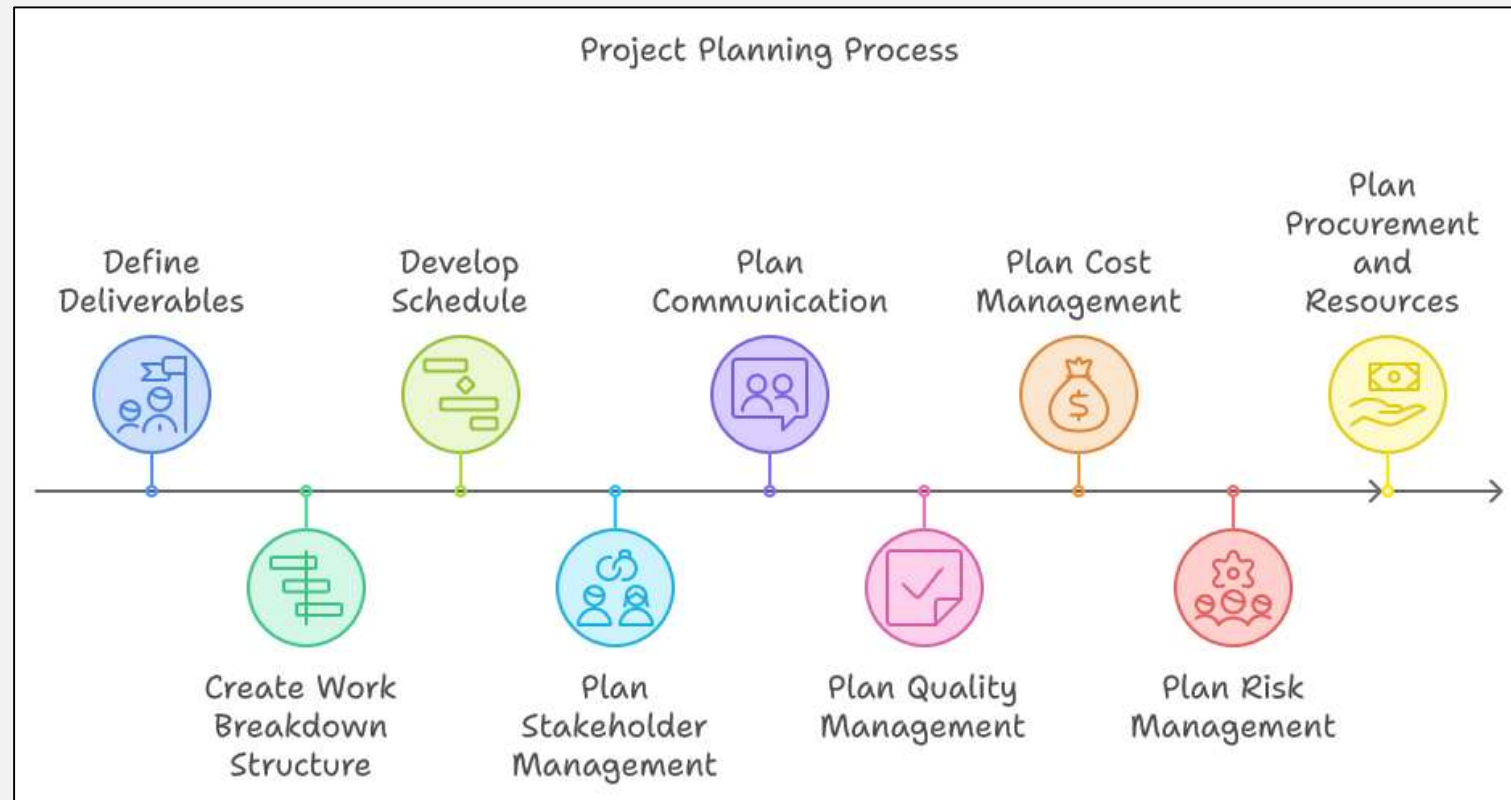 Project Planning Process
Define
Deliverables
Create Work
Breakdown
Structure
Develop
Schedule
Plan
Stakeholder
Management
Plan
Communication
Plan Quality
Management
Plan Cost
Management
Plan Risk
Management
Plan
Procurement
and
Resources
$